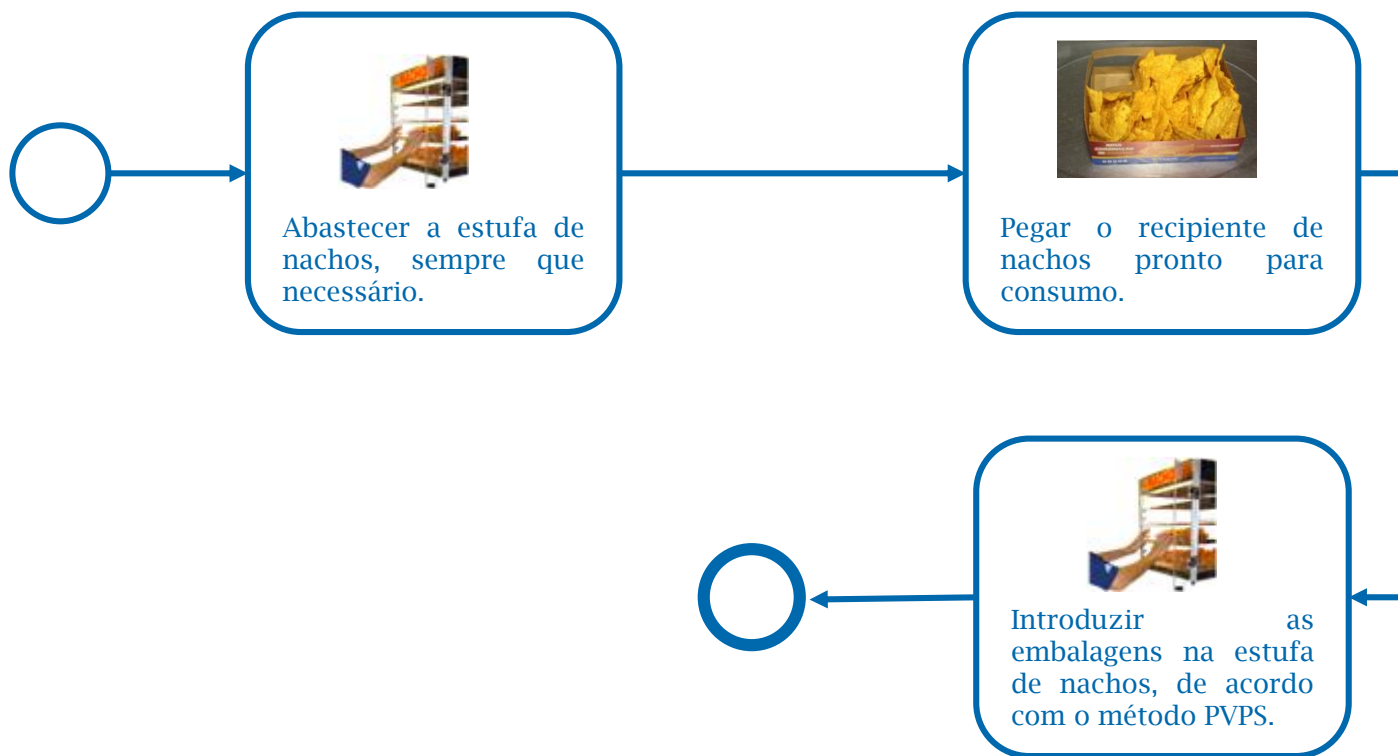 Abastecer a estufa de
nachos, sempre que
necessário.
Pegar o recipiente de
nachos pronto para
consumo.
Introduzir as
embalagens na estufa
de nachos, de acordo
com o método PVPS.